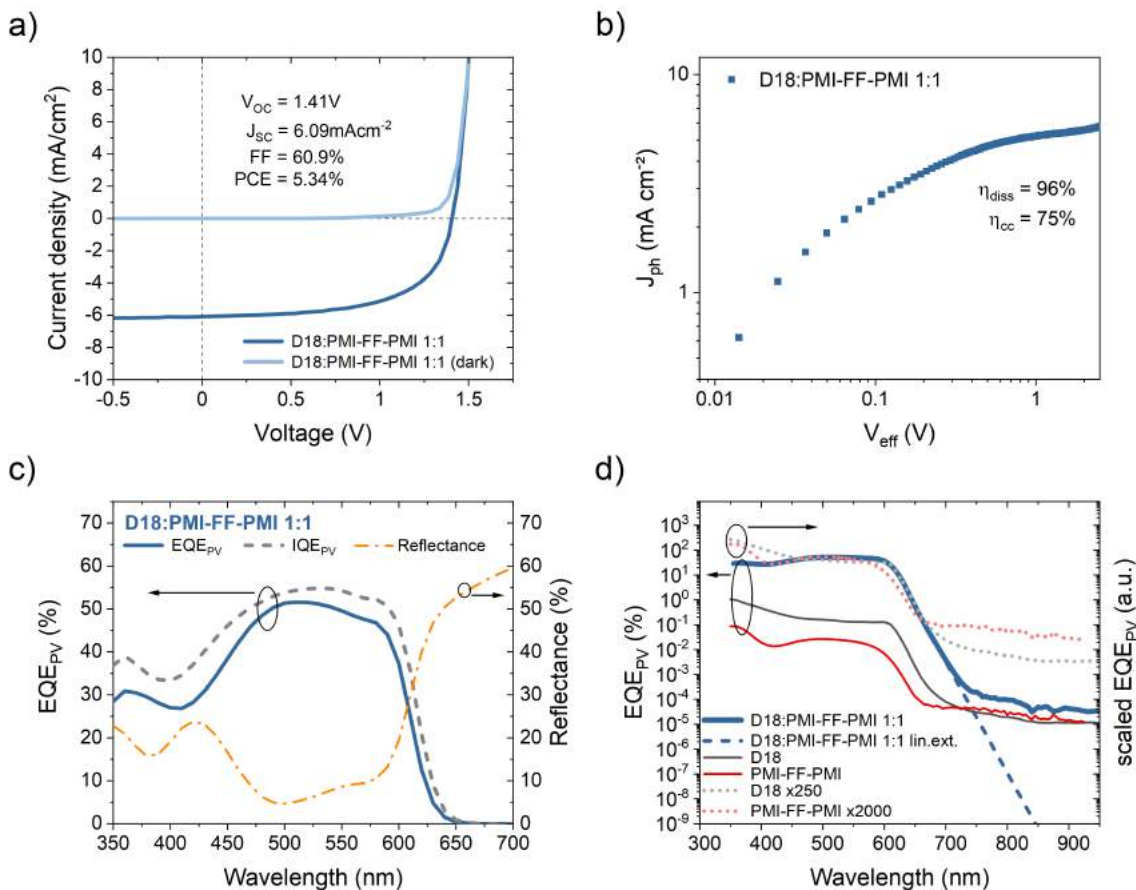 a)
10
8
6
4
2
0
-2
-4
-6
-8
-10
Current density (mA/cm²)
V_OC = 1.41V
J_SC = 6.09mAcm⁻²
FF = 60.9%
PCE = 5.34%
D18:PMI-FF-PMI 1:1
D18:PMI-FF-PMI 1:1 (dark)
-0.5 0 0.5 1 1.5
Voltage (V)
b)
10
1
J_ph (mA cm⁻²)
D18:PMI-FF-PMI 1:1
η_diss = 96%
η_cc = 75%
0.01 0.1 1
V_eff (V)
c)
70
60
50
40
30
20
10
0
EQE_PV (%)
D18:PMI-FF-PMI 1:1
EQE_PV IQE_PV Reflectance
70
60
50
40
30
20
10
0
Reflectance (%)
350 400 450 500 550 600 650 700
Wavelength (nm)
d)
10³
10²
10¹
10⁰
10⁻¹
10⁻²
10⁻³
10⁻⁴
10⁻⁵
10⁻⁶
10⁻⁷
10⁻⁸
10⁻⁹
EQE_PV (%)
D18:PMI-FF-PMI 1:1
D18:PMI-FF-PMI 1:1 lin.ext.
D18
PMI-FF-PMI
D18 x250
PMI-FF-PMI x2000
scaled EQE_PV (a.u.)
300 400 500 600 700 800 900
Wavelength (nm)